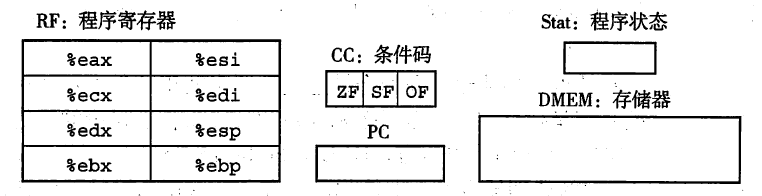 RF：程序寄存器
%eax %esi
%ecx %edi
%edx %esp
%ebx %ebp
CC：条件码
ZF SF OF
PC
Stat：程序状态
DMEM：存储器